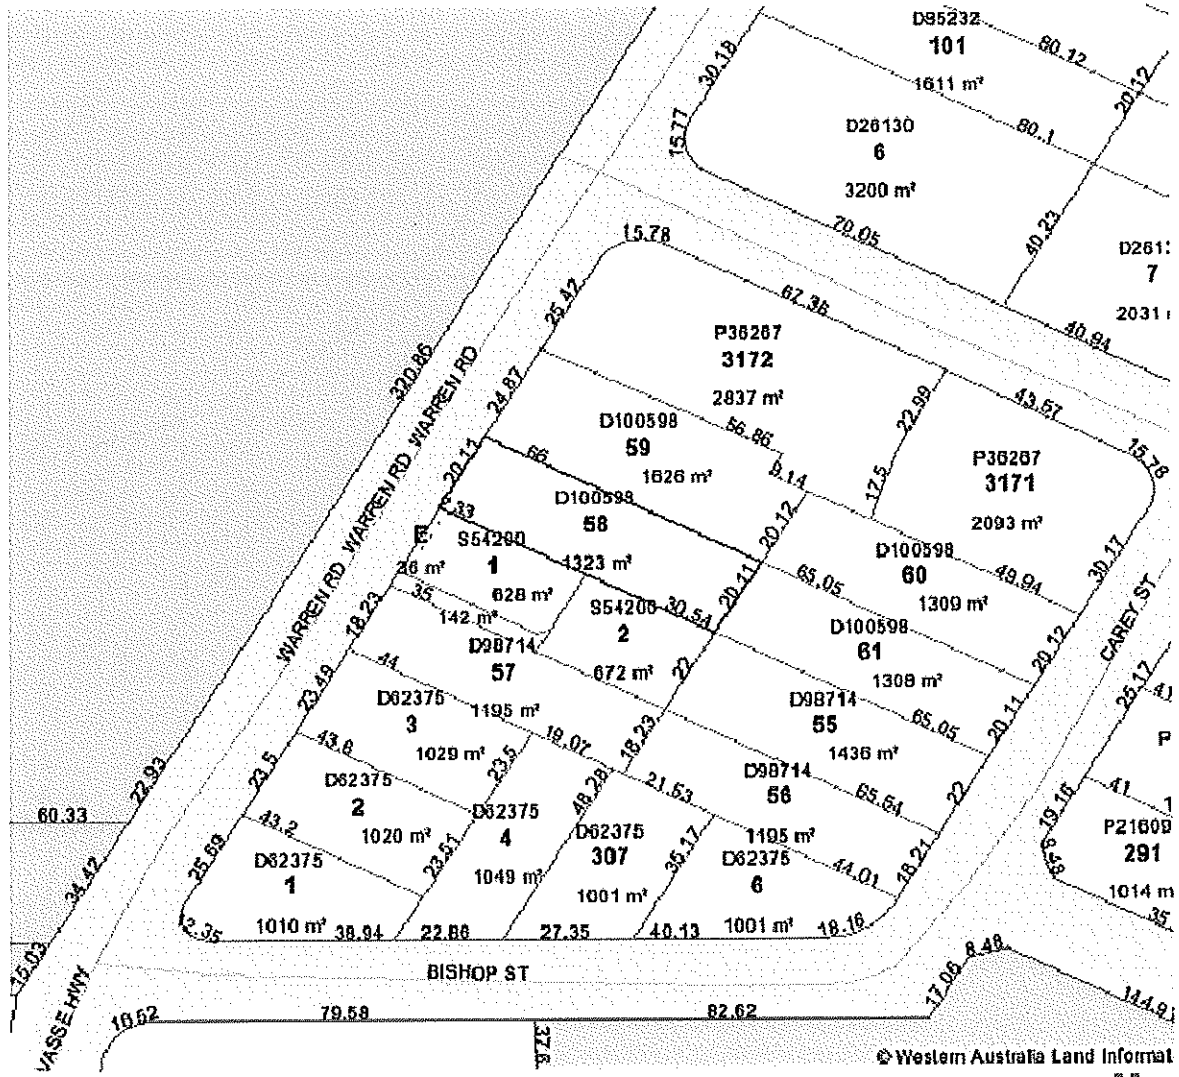 D95232
101
1611 m²
80.12
30.18
15.77
D26130
6
3200 m²
80.1
20.12
70.05
40.23
7
40.94
15.78
25.42
67.36
P36267
3172
2837 m²
320.86
24.87
D100598
59
1626 m²
56.86
9.14
22.99
17.5
43.57
15.78
P36267
3171
2093 m²
WARREN RD WARREN RD WARREN RD
20.11
66
D100598
58
1323 m²
20.12
20.11
33
E
S54200
1
628 m²
36 m²
35
142 m²
S54200
2
672 m²
30.54
D100598
60
1309 m²
49.94
65.05
30.17
CAREY ST
D100598
61
1308 m²
65.05
20.12
20.11
18.23
D98714
57
1195 m²
44
22
18.23
D98714
55
1436 m²
65.64
22
D98714
56
1195 m²
44.01
18.21
23.49
D62375
3
1029 m²
43.6
23.5
19.07
21.53
23.5
D62375
2
1020 m²
43.2
23.51
D62375
4
1049 m²
48.28
D62375
307
1001 m²
35.17
D62375
6
1001 m²
25.69
D62375
1
1010 m²
12.35
38.94
22.86
27.35
40.13
18.16
25.17
41
19.16
8.48
P21609
291
35
22.93
60.33
34.42
15.03
VASSE HWY
BISHOP ST
10.52
79.58
82.62
37.6
17.06
8.48
© Western Australia Land Informat